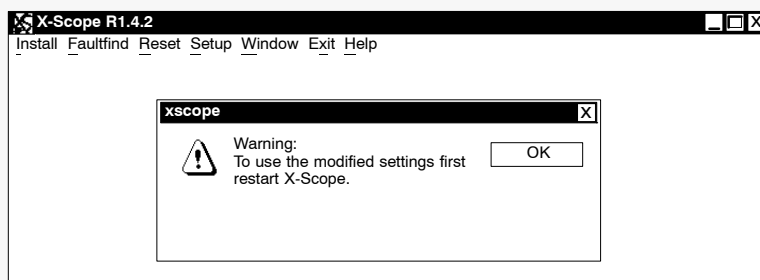 X-Scope R1.4.2
Install Faultfind Reset Setup Window Exit Help
xscope X
Warning:
To use the modified settings first
restart X-Scope.
OK